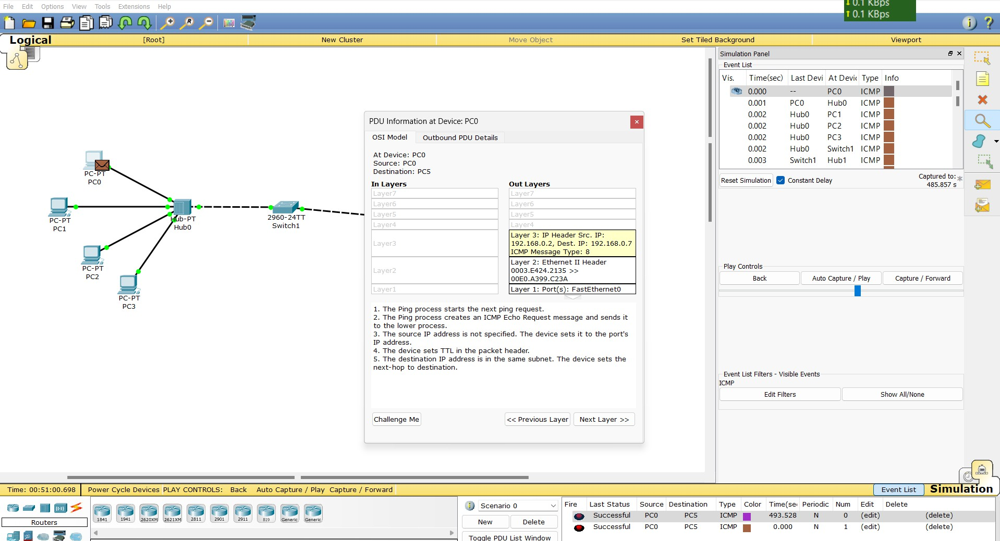 File Edit Options View Tools Extensions Help
0.1 KBps
0.1 KBps
Logical [Root] New Cluster Move Object Set Tiled Background Viewport
Simulation Panel
Event List
Vis. Time(sec) Last Devi At Devic Type Info
0.000 -- PC0 ICMP
0.001 PC0 Hub0 ICMP
0.002 Hub0 PC1 ICMP
0.002 Hub0 PC2 ICMP
0.002 Hub0 PC3 ICMP
0.002 Hub0 Switch1 ICMP
0.003 Switch1 Hub1 ICMP
Reset Simulation Constant Delay Captured to:
485.857 s
Play Controls
Back Auto Capture / Play Capture / Forward
Event List Filters - Visible Events
ICMP
Edit Filters Show All/None
PC-PT
PC0
PC-PT
PC1
PC-PT
PC2
PC-PT
PC3
Hub-PT
Hub0
2960-24TT
Switch1
PDU Information at Device: PC0
OSI Model Outbound PDU Details
At Device: PC0
Source: PC0
Destination: PC5
In Layers
Layer7
Layer6
Layer5
Layer4
Layer3
Layer2
Layer1
Out Layers
Layer7
Layer6
Layer5
Layer4
Layer 3: IP Header Src. IP:
192.168.0.2, Dest. IP: 192.168.0.7
ICMP Message Type: 8
Layer 2: Ethernet II Header
0003.E424.2135 >>
00E0.A399.C23A
Layer 1: Port(s): FastEthernet0
1. The Ping process starts the next ping request.
2. The Ping process creates an ICMP Echo Request message and sends it
to the lower process.
3. The source IP address is not specified. The device sets it to the port's
IP address.
4. The device sets TTL in the packet header.
5. The destination IP address is in the same subnet. The device sets the
next-hop to destination.
Challenge Me << Previous Layer Next Layer >>
Time: 00:51:00.698 Power Cycle Devices PLAY CONTROLS: Back Auto Capture / Play Capture / Forward Event List Simulation
Routers
1841 1941 2620XM 2621XM 2811 2901 2911 819 Generic Generic
Scenario 0
New Delete
Toggle PDU List Window
Fire Last Status Source Destination Type Color Time(sec Periodic Num Edit Delete
Successful PC0 PC5 ICMP 493.528 N 0 (edit) (delete)
Successful PC0 PC5 ICMP 0.000 N 1 (edit) (delete)